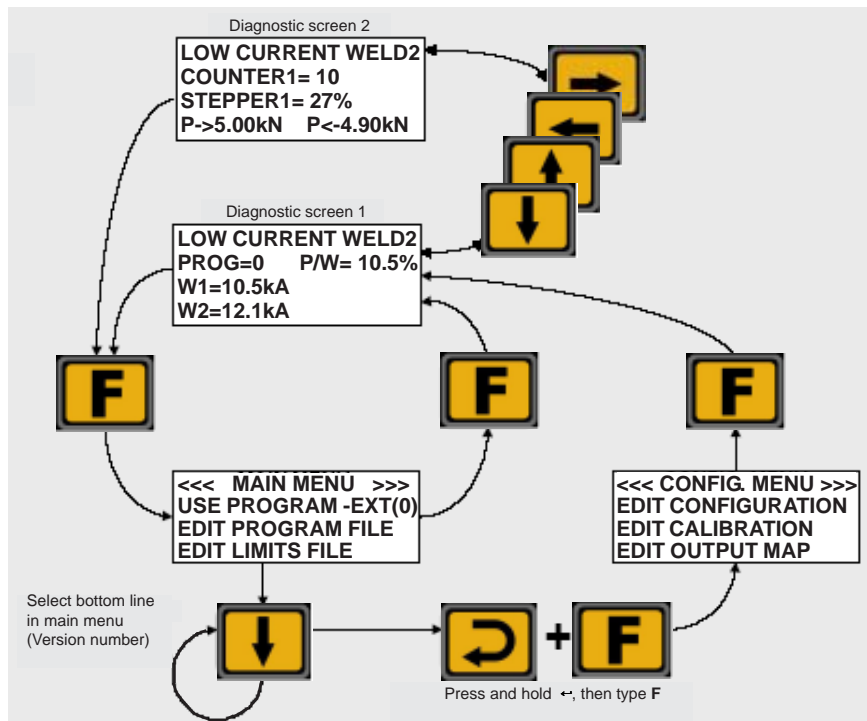 Diagnostic screen 2
LOW CURRENT WELD2
COUNTER1= 10
STEPPER1= 27%
P->5.00kN P<-4.90kN
Diagnostic screen 1
LOW CURRENT WELD2
PROG=0 P/W= 10.5%
W1=10.5kA
W2=12.1kA
F
F
F
<<< MAIN MENU >>>
USE PROGRAM -EXT(0)
EDIT PROGRAM FILE
EDIT LIMITS FILE
<<< CONFIG. MENU >>>
EDIT CONFIGURATION
EDIT CALIBRATION
EDIT OUTPUT MAP
Select bottom line
in main menu
(Version number)
+ F
Press and hold ↩, then type F